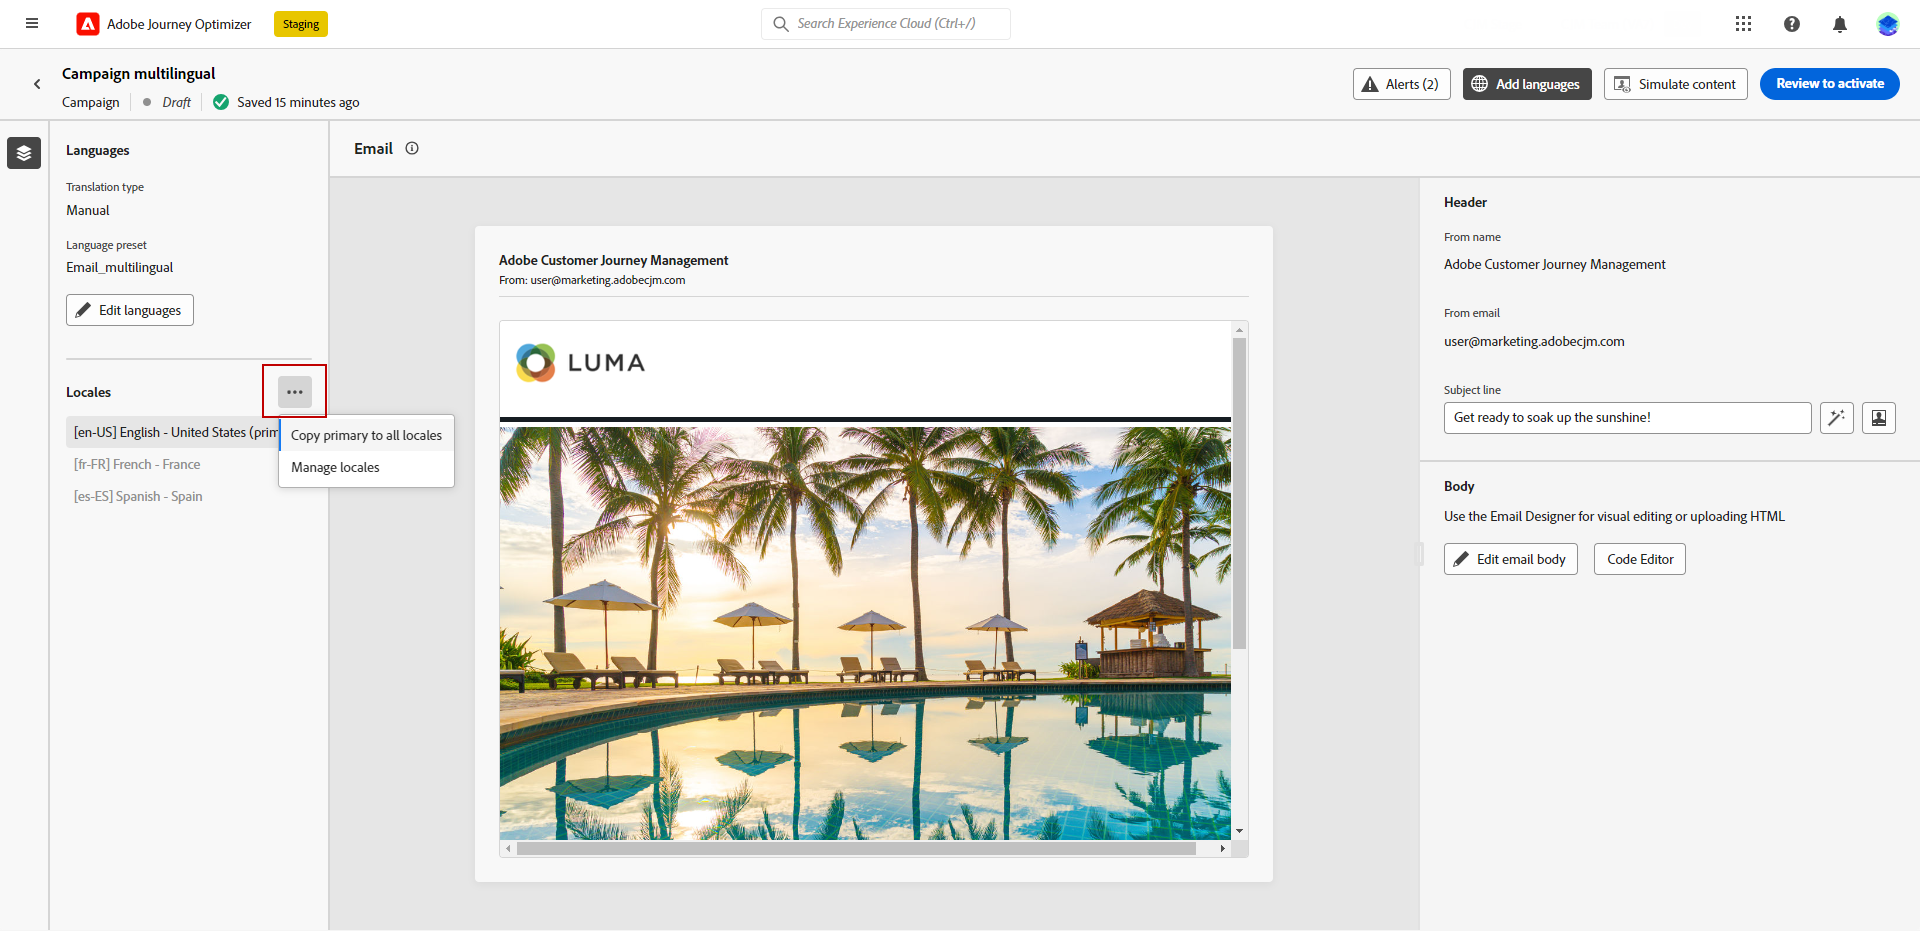 Adobe Journey Optimizer
Staging
Search Experience Cloud (Ctrl+/)
Campaign multilingual
Campaign
Draft
Saved 15 minutes ago
Alerts (2)
Add languages
Simulate content
Review to activate
Languages
Translation type
Manual
Language preset
Email_multilingual
Edit languages
Locales
[en-US] English - United States (prim
[fr-FR] French - France
[es-ES] Spanish - Spain
Copy primary to all locales
Manage locales
Email
Adobe Customer Journey Management
From: user@marketing.adobecjm.com
LUMA
Header
From name
Adobe Customer Journey Management
From email
user@marketing.adobecjm.com
Subject line
Get ready to soak up the sunshine!
Body
Use the Email Designer for visual editing or uploading HTML
Edit email body
Code Editor